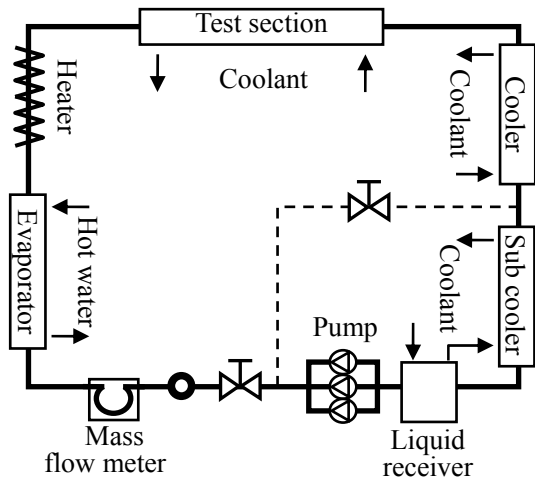 Test section
Coolant
Heater
Coolant
Cooler
Evaporator
Hot water
Coolant
Sub cooler
Pump
Mass
flow meter
Liquid
receiver